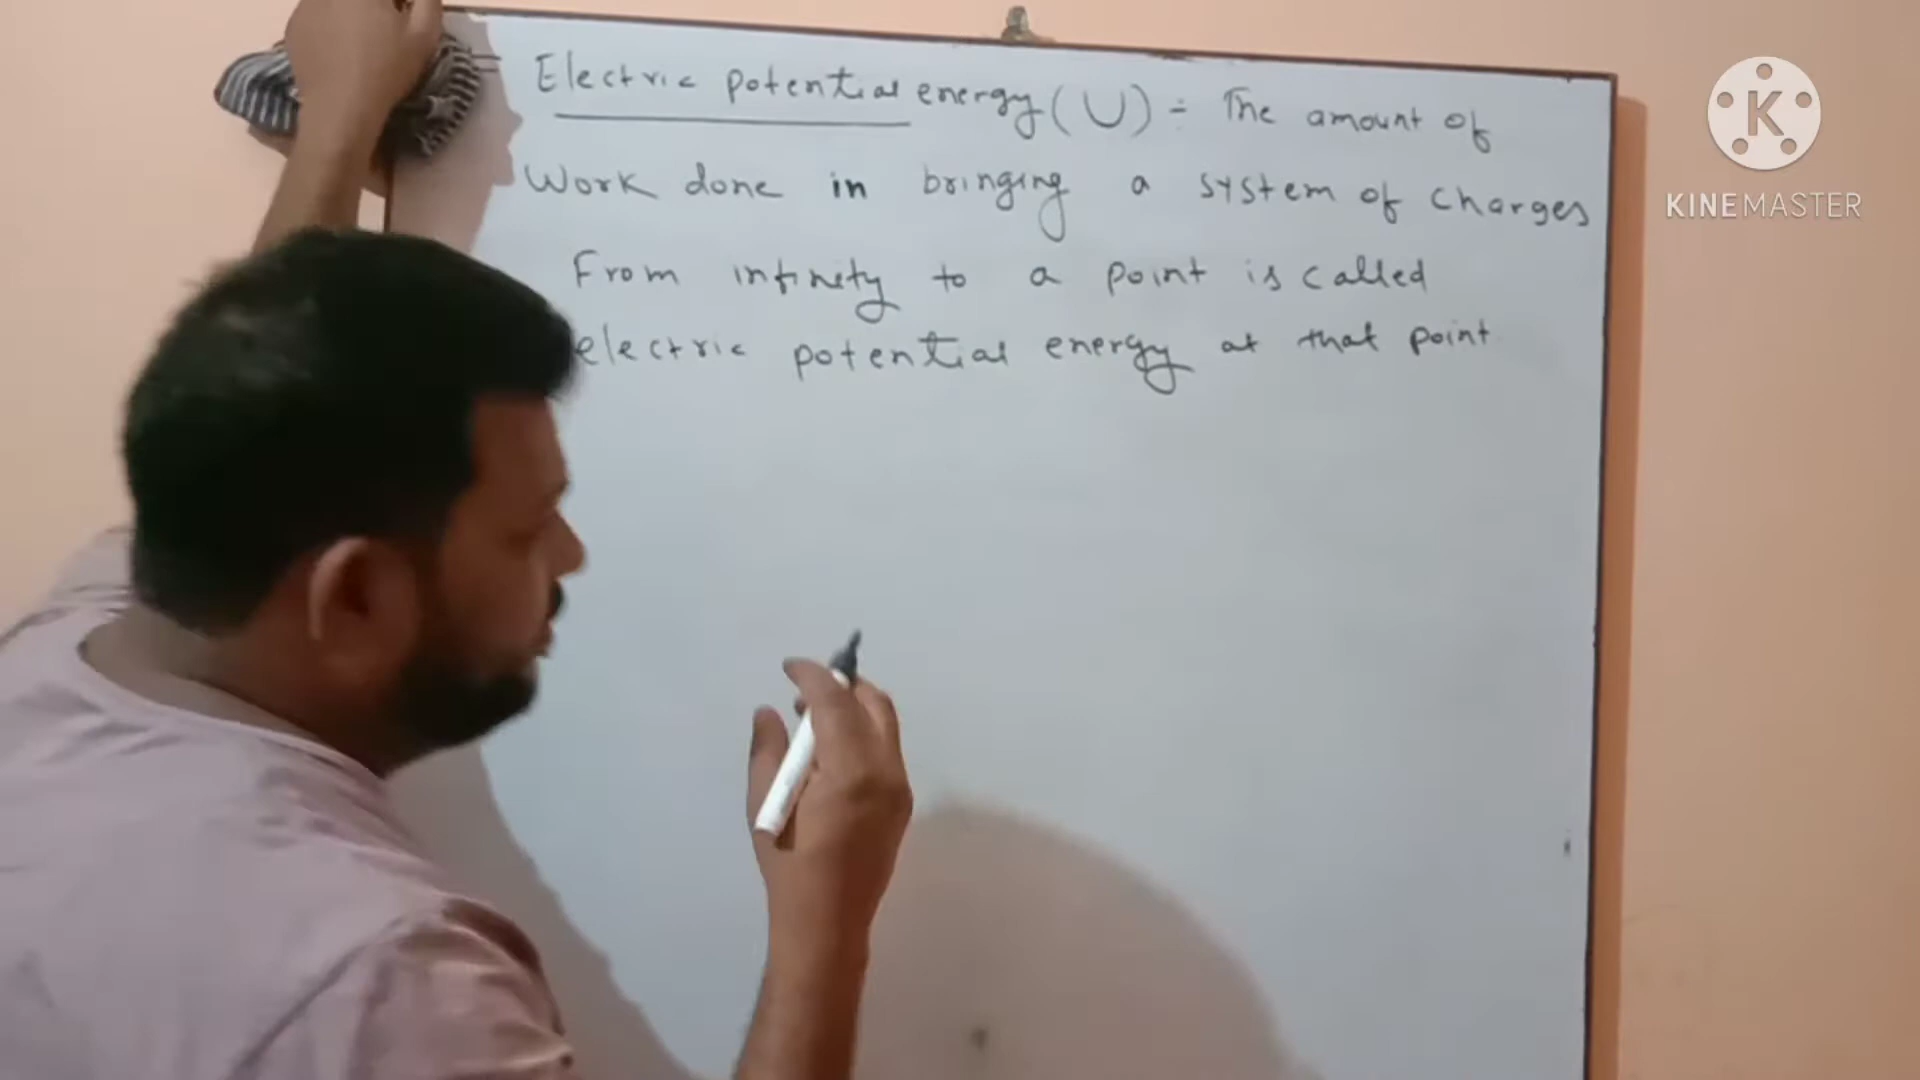 Electric potential energy (U) :- The amount of
Work done in bringing a system of charges
From infinity to a point is called
electric potential energy at that point
K
KINEMASTER